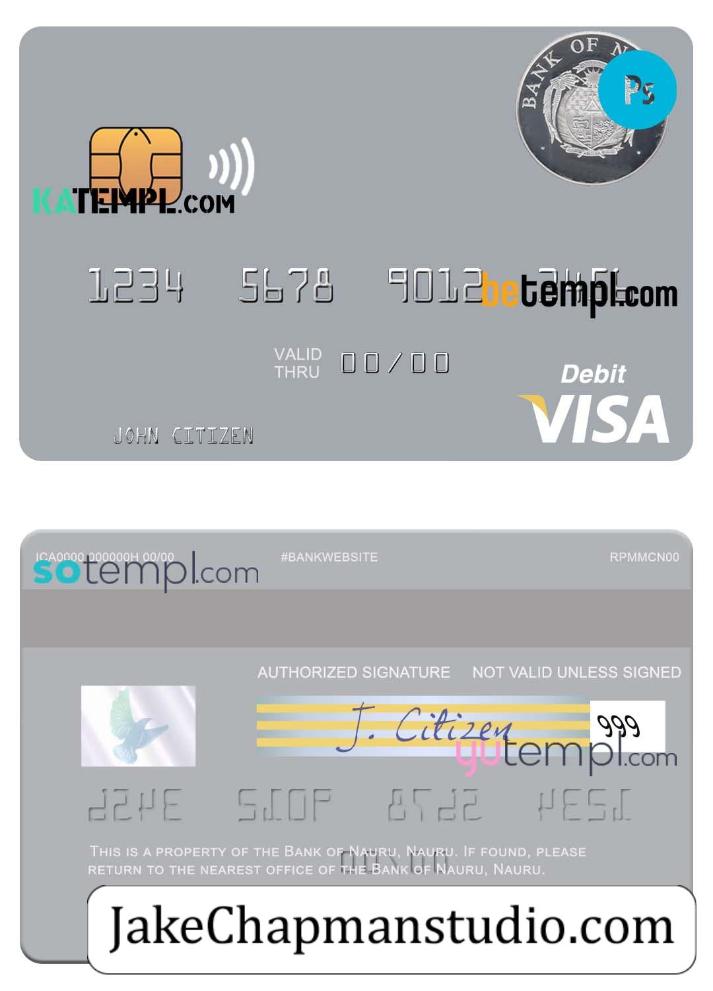 BANK OF N
Ps
KATEMPL.COM
1234 5678 9012 3456
betempl.com
VALID THRU 00/00
Debit
VISA
JOHN CITIZEN
ICA0000 000000H 00/00 #BANKWEBSITE RPMMCN00
sotempl.com
AUTHORIZED SIGNATURE NOT VALID UNLESS SIGNED
J. Citizen 999
yutempl.com
THIS IS A PROPERTY OF THE BANK OF NAURU, NAURU. IF FOUND, PLEASE
RETURN TO THE NEAREST OFFICE OF THE BANK OF NAURU, NAURU.
JakeChapmanstudio.com